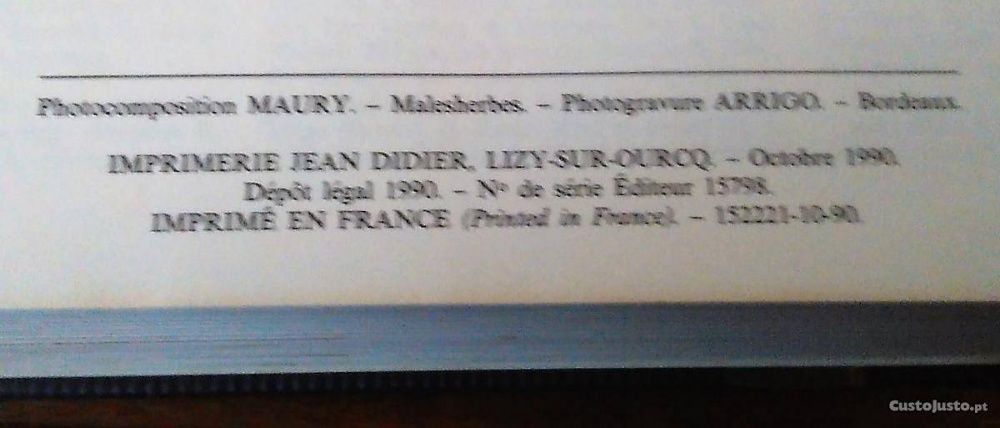 Photocomposition MAURY. – Malesherbes. – Photogravure ARRIGO. – Bordeaux.
IMPRIMERIE JEAN DIDIER, LIZY-SUR-OURCQ. – Octobre 1990.
Dépôt légal 1990. – Nº de série Éditeur 15798.
IMPRIMÉ EN FRANCE (Printed in France). – 152221-10-90.
CustoJusto.pt